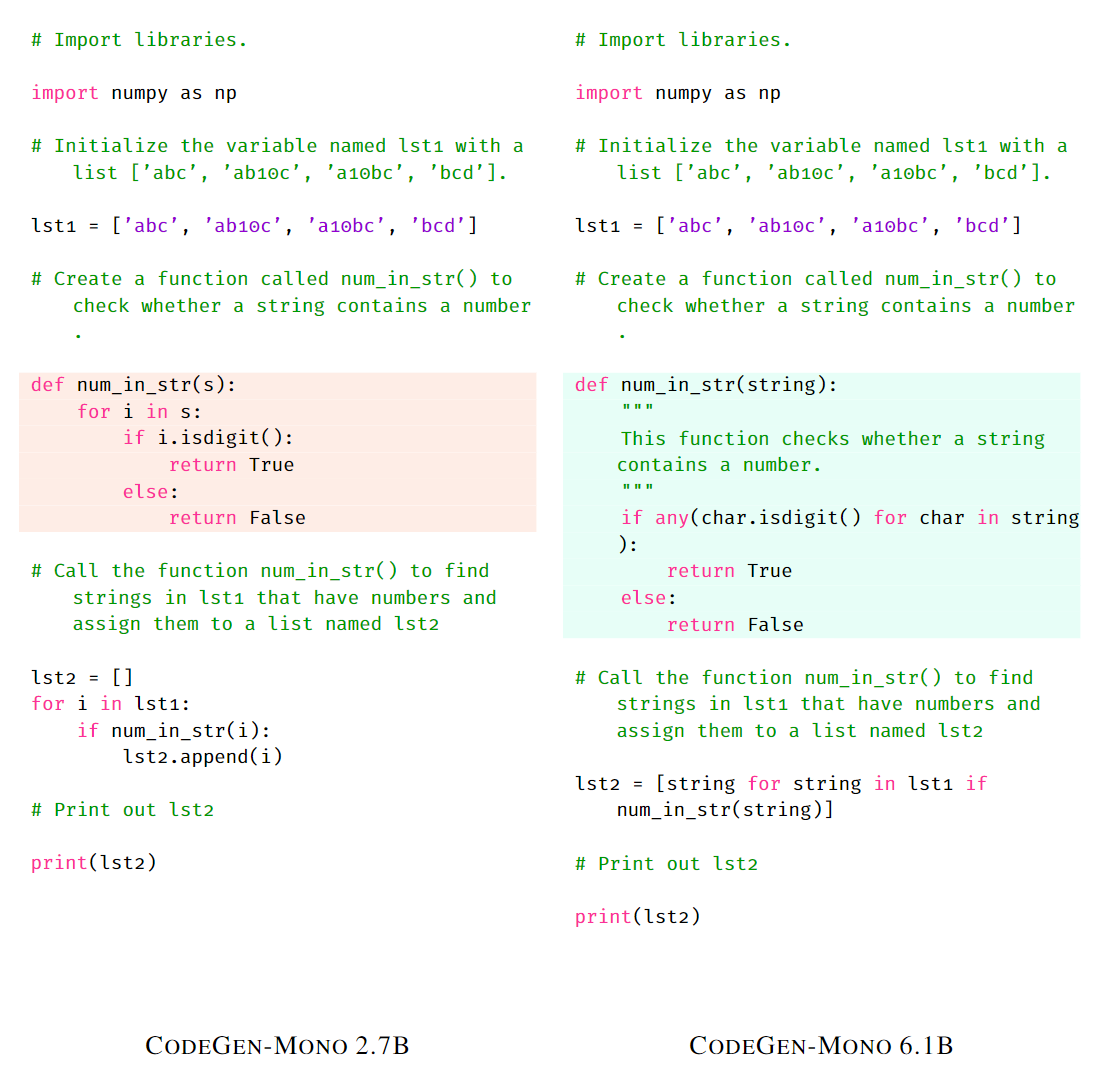 # Import libraries.
import numpy as np
# Initialize the variable named lst1 with a
list ['abc', 'ab10c', 'a10bc', 'bcd'].
lst1 = ['abc', 'ab10c', 'a10bc', 'bcd']
# Create a function called num_in_str() to
check whether a string contains a number
.
def num_in_str(s):
    for i in s:
        if i.isdigit():
            return True
        else:
            return False
# Call the function num_in_str() to find
strings in lst1 that have numbers and
assign them to a list named lst2
lst2 = []
for i in lst1:
    if num_in_str(i):
        lst2.append(i)
# Print out lst2
print(lst2)
CODEGEN-MONO 2.7B
# Import libraries.
import numpy as np
# Initialize the variable named lst1 with a
list ['abc', 'ab10c', 'a10bc', 'bcd'].
lst1 = ['abc', 'ab10c', 'a10bc', 'bcd']
# Create a function called num_in_str() to
check whether a string contains a number
.
def num_in_str(string):
    """
    This function checks whether a string
    contains a number.
    """
    if any(char.isdigit() for char in string
    ):
        return True
    else:
        return False
# Call the function num_in_str() to find
strings in lst1 that have numbers and
assign them to a list named lst2
lst2 = [string for string in lst1 if
num_in_str(string)]
# Print out lst2
print(lst2)
CODEGEN-MONO 6.1B